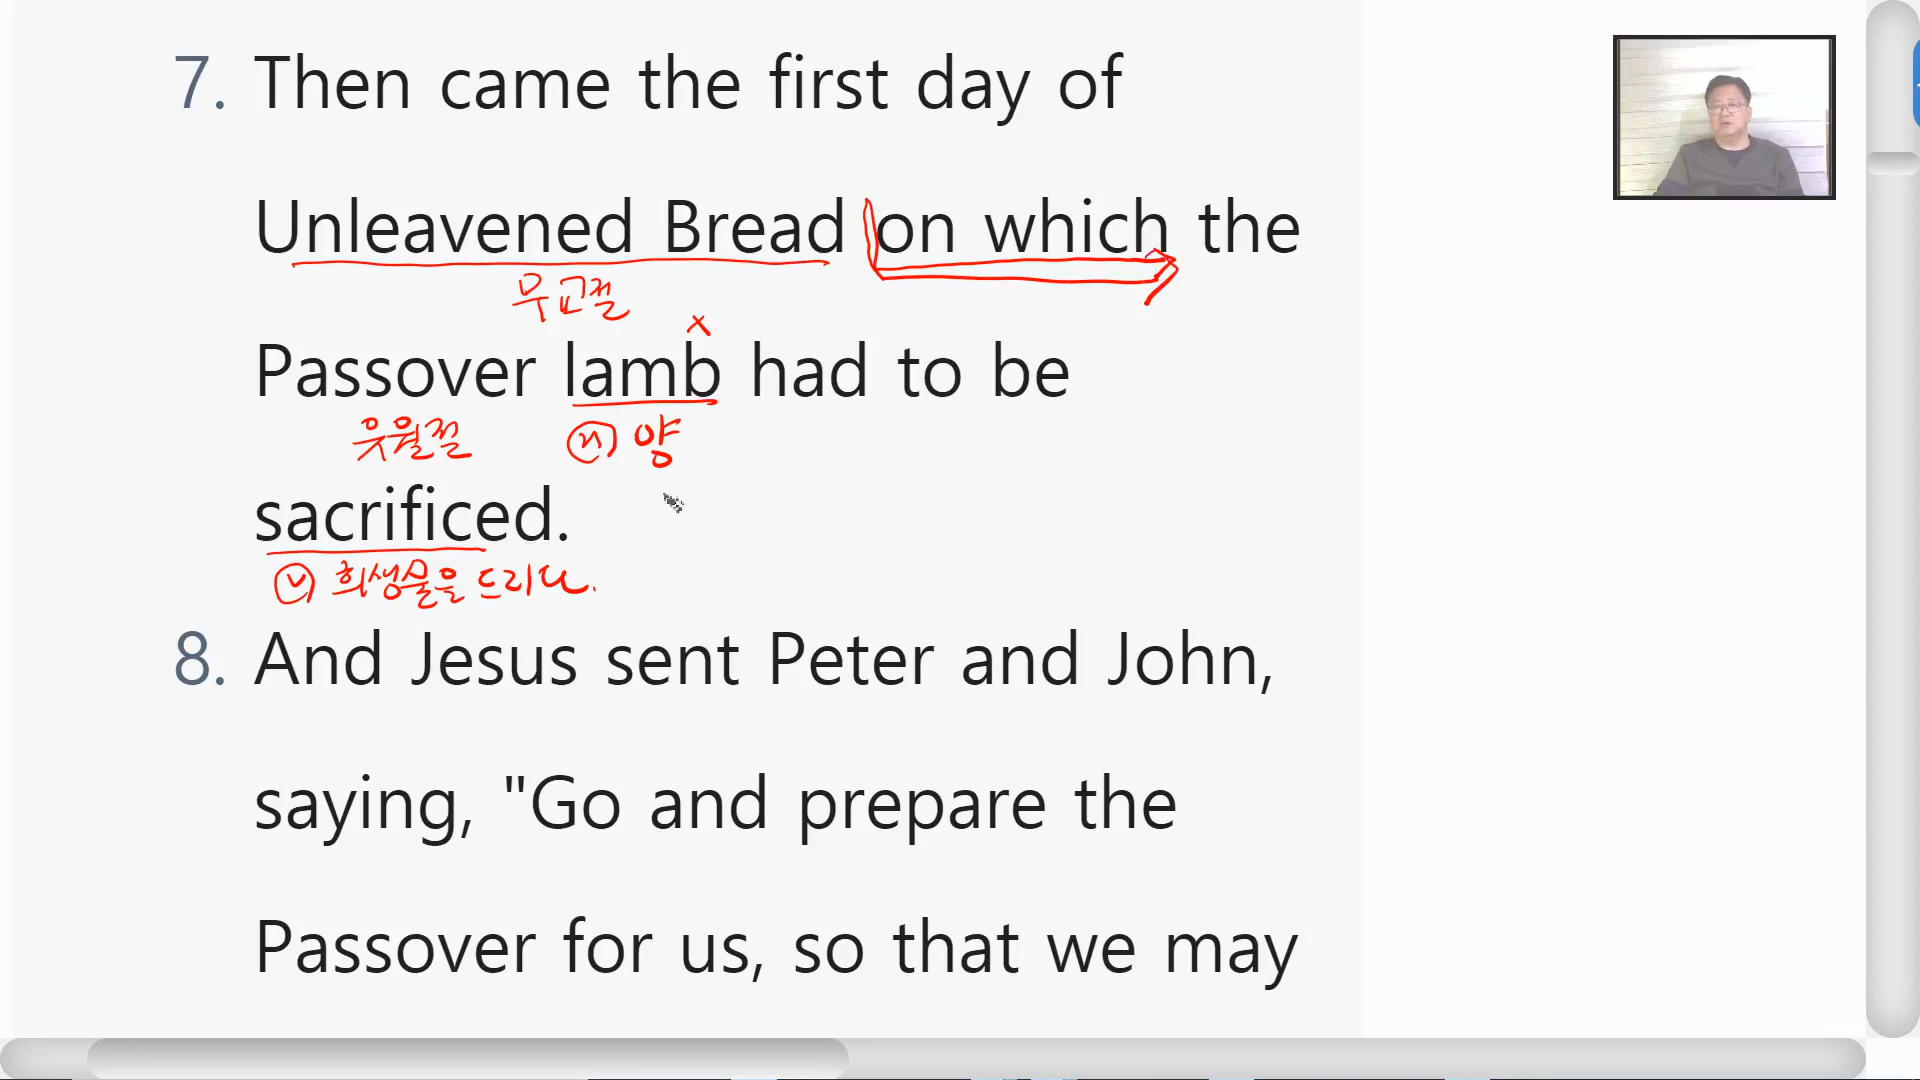 7. Then came the first day of
Unleavened Bread on which the
무교절
x
Passover lamb had to be
유월절 ⓝ 양
sacrificed.
ⓥ 희생물을 드리다.
8. And Jesus sent Peter and John,
saying, "Go and prepare the
Passover for us, so that we may